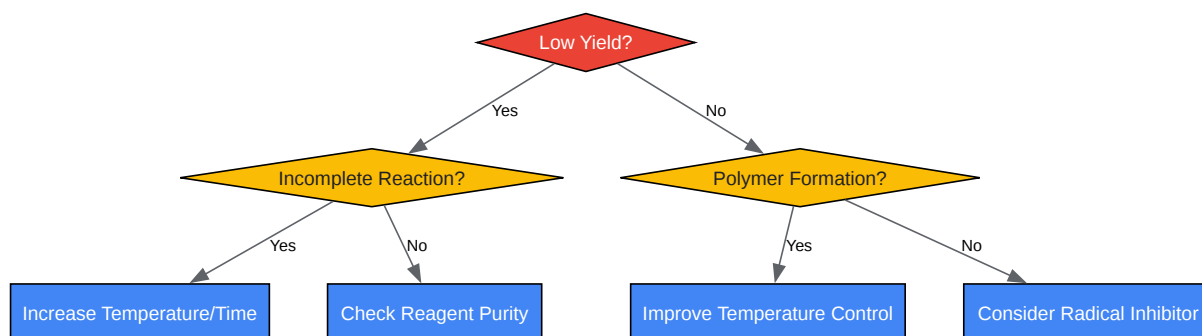 Low Yield?
Yes
No
Incomplete Reaction?
Polymer Formation?
Yes
No
Yes
No
Increase Temperature/Time
Check Reagent Purity
Improve Temperature Control
Consider Radical Inhibitor